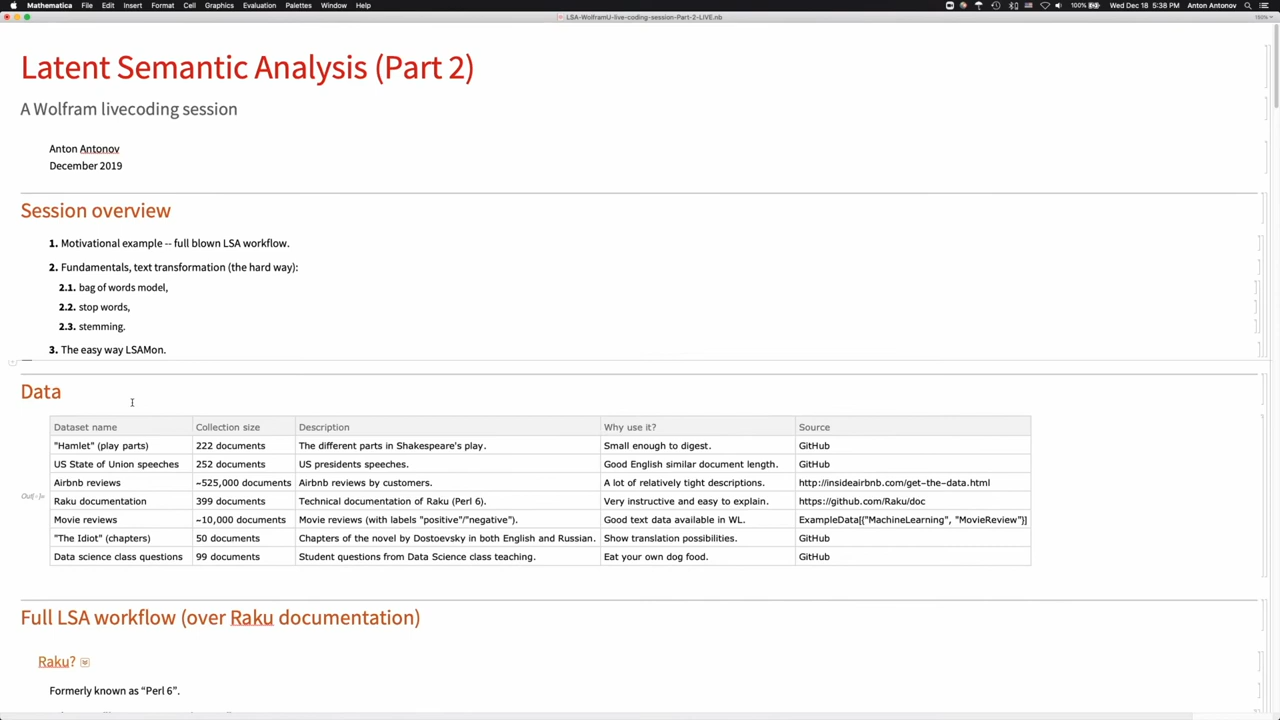 Mathematica File Edit Insert Format Cell Graphics Evaluation Palettes Window Help 100% Wed Dec 18 5:38 PM Anton Antonov
LSA-WolframU-live-coding-session-Part-2-LIVE.nb
Latent Semantic Analysis (Part 2)
A Wolfram livecoding session
Anton Antonov
December 2019
Session overview
1. Motivational example -- full blown LSA workflow.
2. Fundamentals, text transformation (the hard way):
2.1. bag of words model,
2.2. stop words,
2.3. stemming.
3. The easy way LSAMon.
Data
Dataset name Collection size Description Why use it? Source
"Hamlet" (play parts) 222 documents The different parts in Shakespeare's play. Small enough to digest. GitHub
US State of Union speeches 252 documents US presidents speeches. Good English similar document length. GitHub
Airbnb reviews ~525,000 documents Airbnb reviews by customers. A lot of relatively tight descriptions. http://insideairbnb.com/get-the-data.html
Raku documentation 399 documents Technical documentation of Raku (Perl 6). Very instructive and easy to explain. https://github.com/Raku/doc
Movie reviews ~10,000 documents Movie reviews (with labels "positive"/"negative"). Good text data available in WL. ExampleData[{"MachineLearning", "MovieReview"}]
"The Idiot" (chapters) 50 documents Chapters of the novel by Dostoevsky in both English and Russian. Show translation possibilities. GitHub
Data science class questions 99 documents Student questions from Data Science class teaching. Eat your own dog food. GitHub
Full LSA workflow (over Raku documentation)
Raku?
Formerly known as “Perl 6”.